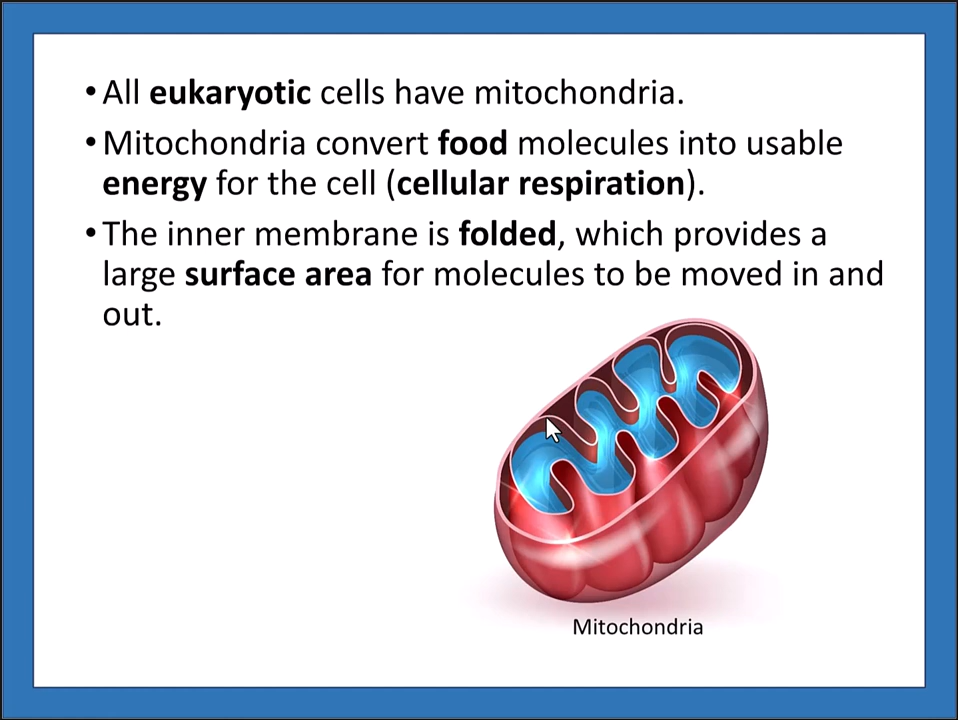 •All eukaryotic cells have mitochondria.
•Mitochondria convert food molecules into usable
energy for the cell (cellular respiration).
•The inner membrane is folded, which provides a
large surface area for molecules to be moved in and
out.
Mitochondria